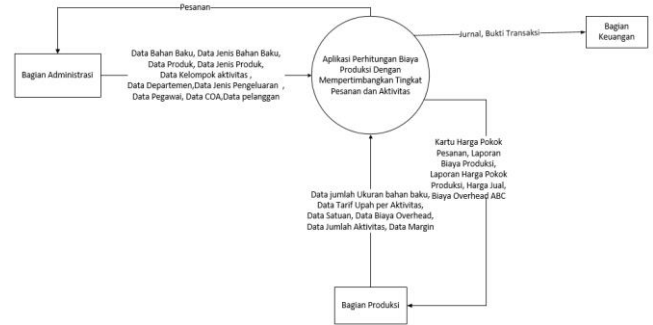 Pesanan
Bagian Administrasi
Data Bahan Baku, Data Jenis Bahan Baku,
Data Produk, Data Jenis Produk,
Data Kelompok aktivitas ,
Data Departemen,Data Jenis Pengeluaran ,
Data Pegawai, Data COA,Data pelanggan
Aplikasi Perhitungan Biaya
Produksi Dengan
Mempertimbangkan Tingkat
Pesanan dan Aktivitas
Jurnal, Bukti Transaksi
Bagian
Keuangan
Kartu Harga Pokok
Pesanan, Laporan
Biaya Produksi,
Laporan Harga Pokok
Produksi, Harga Jual,
Biaya Overhead ABC
Data jumlah Ukuran bahan baku,
Data Tarif Upah per Aktivitas,
Data Satuan, Data Biaya Overhead,
Data Jumlah Aktivitas, Data Margin
Bagian Produksi